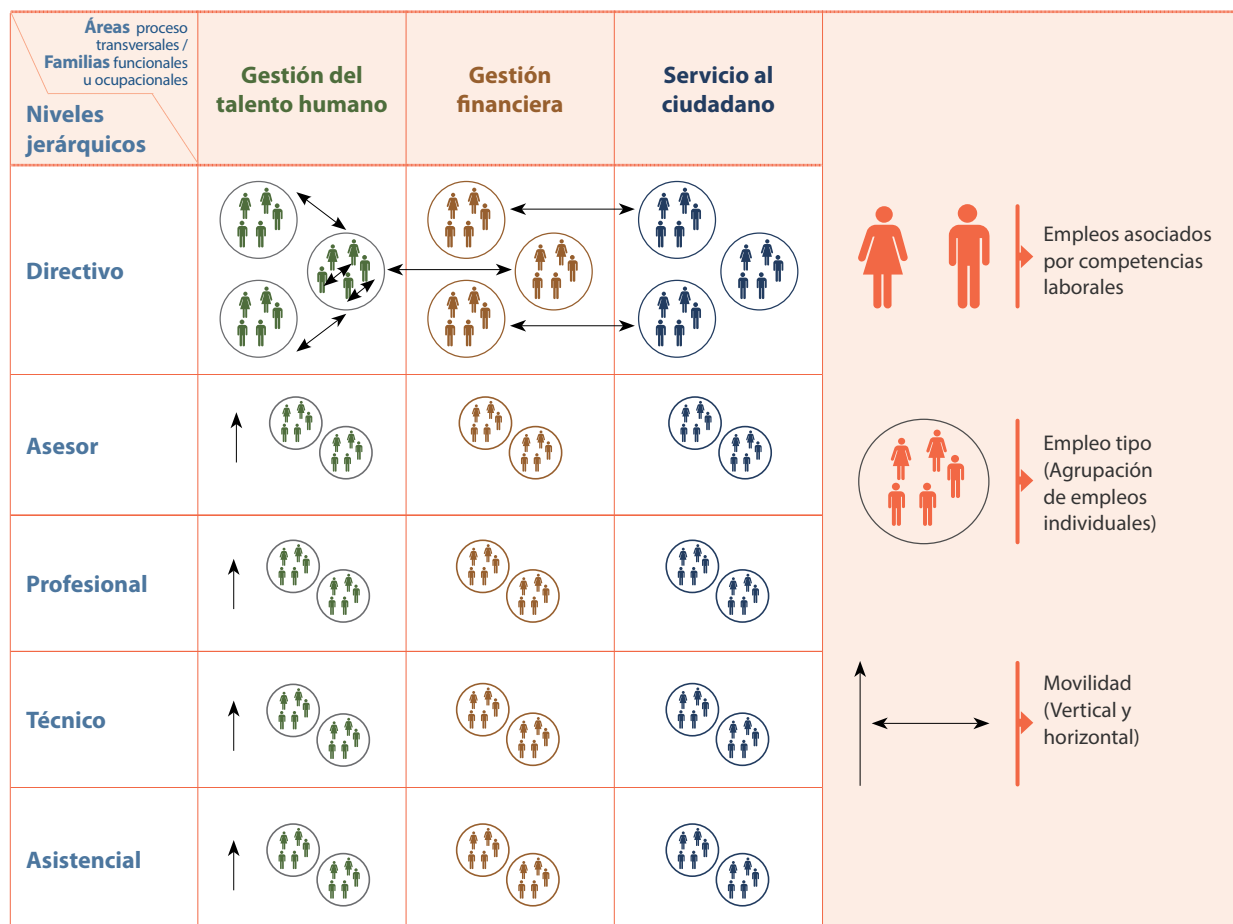 Áreas proceso
transversales /
Familias funcionales
u ocupacionales
Niveles
jerárquicos
Gestión del
talento humano
Gestión
financiera
Servicio al
ciudadano
Directivo
Asesor
Profesional
Técnico
Asistencial
Empleos asociados
por competencias
laborales
Empleo tipo
(Agrupación
de empleos
individuales)
Movilidad
(Vertical y
horizontal)